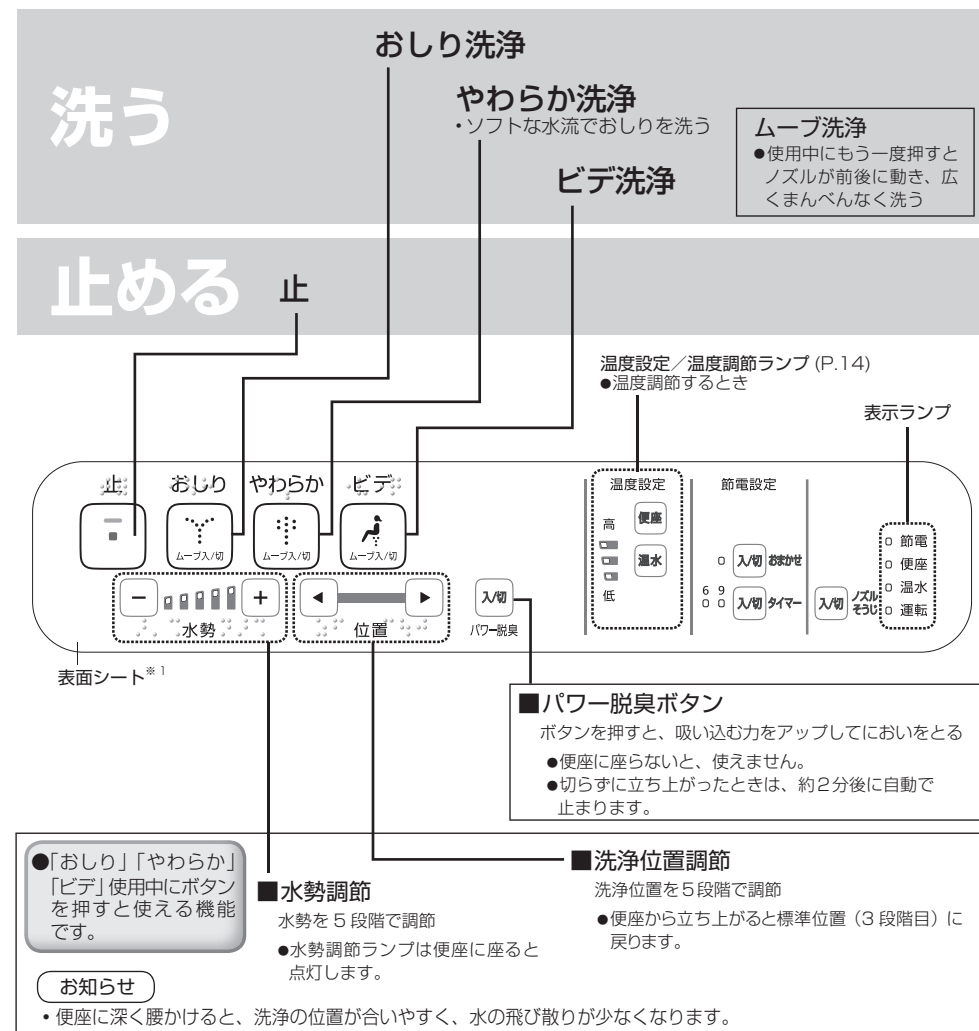 洗う
おしり洗浄
やわらか洗浄
・ソフトな水流でおしりを洗う
ビデ洗浄
ムーブ洗浄
●使用中にもう一度押すと
ノズルが前後に動き、広
くまんべんなく洗う
止める
止
温度設定／温度調節ランプ (P.14)
●温度調節するとき
表示ランプ
止
おしり
やわらか
ビデ
ムーブ入/切
ムーブ入/切
ムーブ入/切
− +
水勢
◀ ▶
位置
入/切
パワー脱臭
温度設定
高
低
便座
温水
節電設定
入/切 おまかせ
6 9
入/切 タイマー
入/切 ノズル
そうじ
節電
便座
温水
運転
表面シート※1
■パワー脱臭ボタン
ボタンを押すと、吸い込む力をアップしてにおいをとる
●便座に座らないと、使えません。
●切らずに立ち上がったときは、約2分後に自動で
止まります。
●「おしり」「やわらか」
「ビデ」使用中にボタン
を押すと使える機能
です。
■水勢調節
水勢を5段階で調節
●水勢調節ランプは便座に座ると
点灯します。
■洗浄位置調節
洗浄位置を5段階で調節
●便座から立ち上がると標準位置（3段階目）に
戻ります。
お知らせ
・便座に深く腰かけると、洗浄の位置が合いやすく、水の飛び散りが少なくなります。